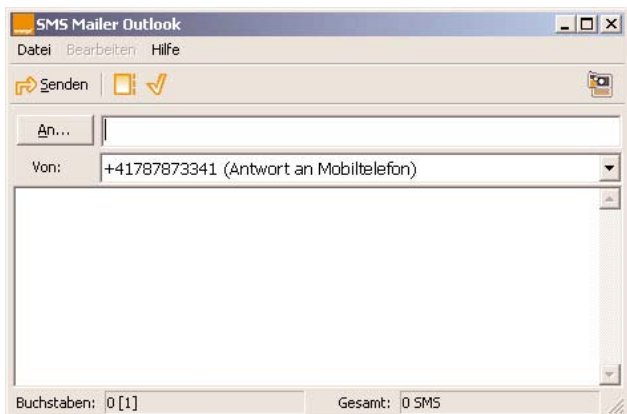 SMS Mailer Outlook
Datei Bearbeiten Hilfe
Senden
An...
Von: +41787873341 (Antwort an Mobiltelefon)
Buchstaben: 0 [1] Gesamt: 0 SMS